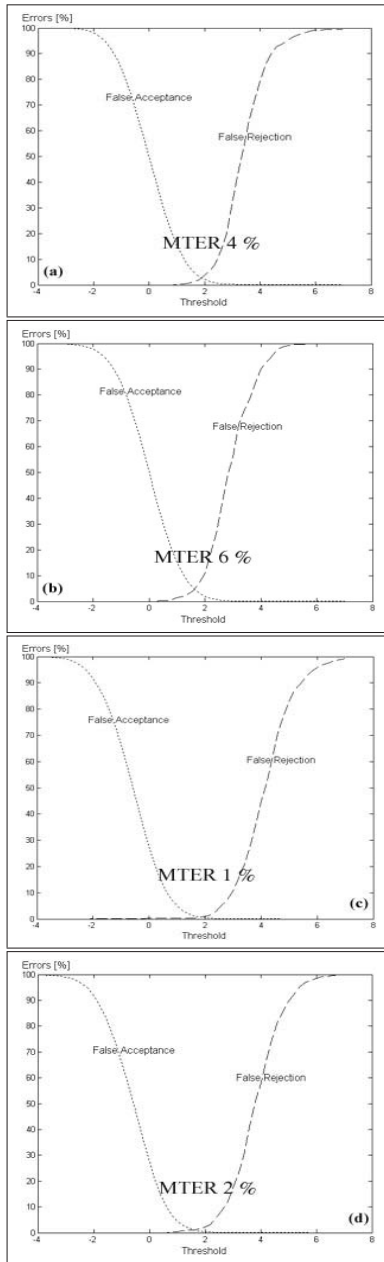 Errors [%]
100
90
80
False Acceptance
70
60
False Rejection
50
40
30
20
MTER 4 %
10
(a)
0
-4 -2 0 2 4 6 8
Threshold
Errors [%]
100
90
80
False Acceptance
70
False Rejection
60
50
40
30
20
MTER 6 %
10
(b)
0
-4 -2 0 2 4 6 8
Threshold
Errors [%]
100
90
80
False Acceptance
70
60
False Rejection
50
40
30
20
MTER 1 %
10
(c)
0
-4 -2 0 2 4 6 8
Threshold
Errors [%]
100
90
80
70
False Acceptance
60
False Rejection
50
40
30
20
MTER 2 %
10
(d)
0
-4 -2 0 2 4 6 8
Threshold